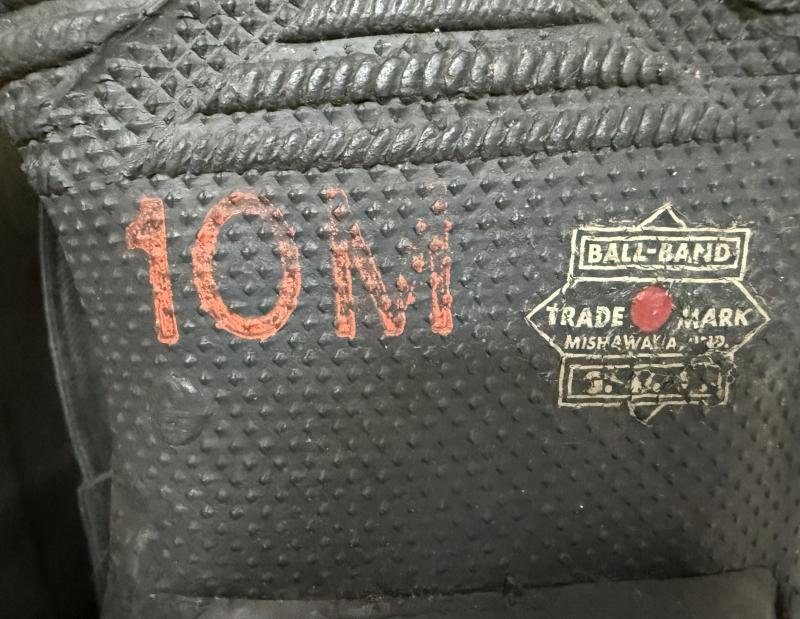 10M
BALL-BAND
TRADE MARK
MISHAWAKA, IND.